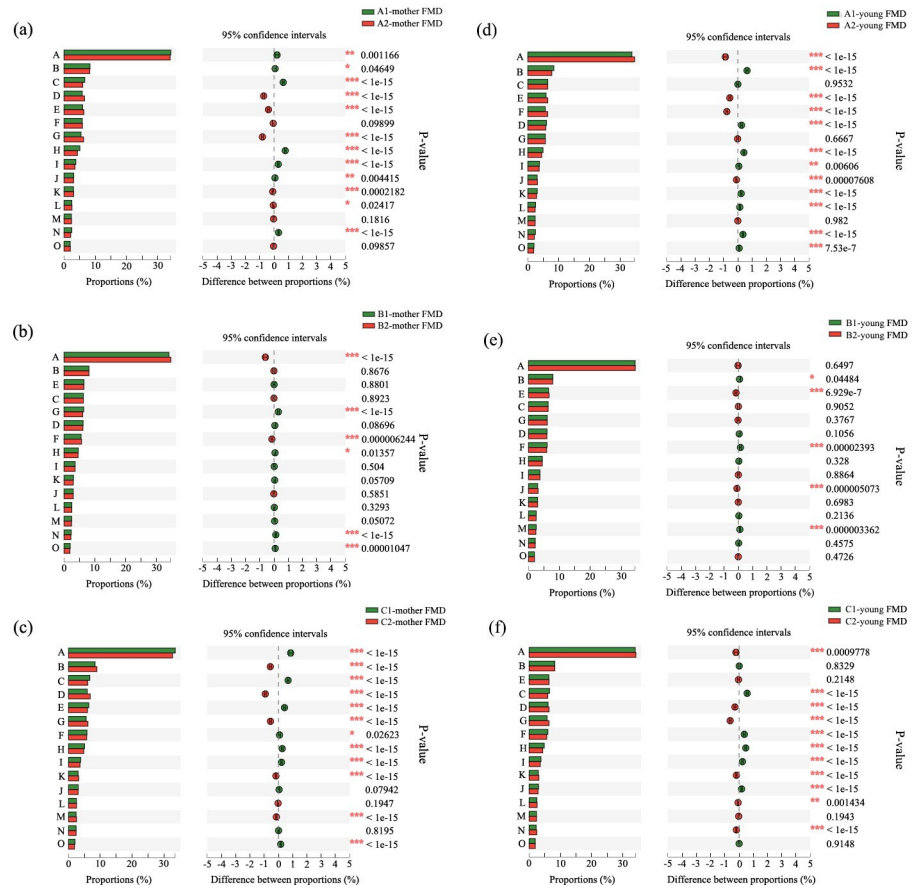 (a)
A1-mother FMD
A2-mother FMD
95% confidence intervals
A ** 0.001166
B * 0.04649
C *** < 1e-15
D *** < 1e-15
E *** < 1e-15
F 0.09899
G *** < 1e-15
H *** < 1e-15
I *** < 1e-15
J ** 0.004415
K *** 0.0002182
L * 0.02417
M 0.1816
N *** < 1e-15
O 0.09857
P-value
0 10 20 30 -5 -4 -3 -2 -1 0 1 2 3 4 5
Proportions (%) Difference between proportions (%)
(b)
B1-mother FMD
B2-mother FMD
95% confidence intervals
A *** < 1e-15
B 0.8676
E 0.8801
C 0.8923
G *** < 1e-15
D 0.08696
F *** 0.000006244
H * 0.01357
I 0.504
K 0.05709
J 0.5851
L 0.3293
M 0.05072
N *** < 1e-15
O *** 0.00001047
P-value
0 10 20 30 -5 -4 -3 -2 -1 0 1 2 3 4 5
Proportions (%) Difference between proportions (%)
(c)
C1-mother FMD
C2-mother FMD
95% confidence intervals
A *** < 1e-15
B *** < 1e-15
C *** < 1e-15
D *** < 1e-15
E *** < 1e-15
G *** < 1e-15
F * 0.02623
H *** < 1e-15
I *** < 1e-15
K *** < 1e-15
J 0.07942
L 0.1947
M *** < 1e-15
N 0.8195
O *** < 1e-15
P-value
0 10 20 30 -5 -4 -3 -2 -1 0 1 2 3 4 5
Proportions (%) Difference between proportions (%)
(d)
A1-young FMD
A2-young FMD
95% confidence intervals
A *** < 1e-15
B *** < 1e-15
C 0.9532
E *** < 1e-15
F *** < 1e-15
D *** < 1e-15
G 0.6667
H *** < 1e-15
I ** 0.00606
J *** 0.00007608
K *** < 1e-15
L *** < 1e-15
M 0.982
N *** < 1e-15
O *** 7.53e-7
P-value
0 10 20 30 -5 -4 -3 -2 -1 0 1 2 3 4 5
Proportions (%) Difference between proportions (%)
(e)
B1-young FMD
B2-young FMD
95% confidence intervals
A 0.6497
B * 0.04484
E *** 6.929e-7
C 0.9052
G 0.3767
D 0.1056
F *** 0.00002393
H 0.328
I 0.8864
J *** 0.000005073
K 0.6983
L 0.2136
M *** 0.000003362
N 0.4575
O 0.4726
P-value
0 10 20 30 -5 -4 -3 -2 -1 0 1 2 3 4 5
Proportions (%) Difference between proportions (%)
(f)
C1-young FMD
C2-young FMD
95% confidence intervals
A *** 0.0009778
B 0.8329
E 0.2148
C *** < 1e-15
D *** < 1e-15
G *** < 1e-15
F *** < 1e-15
H *** < 1e-15
I *** < 1e-15
K *** < 1e-15
J *** < 1e-15
L ** 0.001434
M 0.1943
N *** < 1e-15
O 0.9148
P-value
0 10 20 30 -5 -4 -3 -2 -1 0 1 2 3 4 5
Proportions (%) Difference between proportions (%)